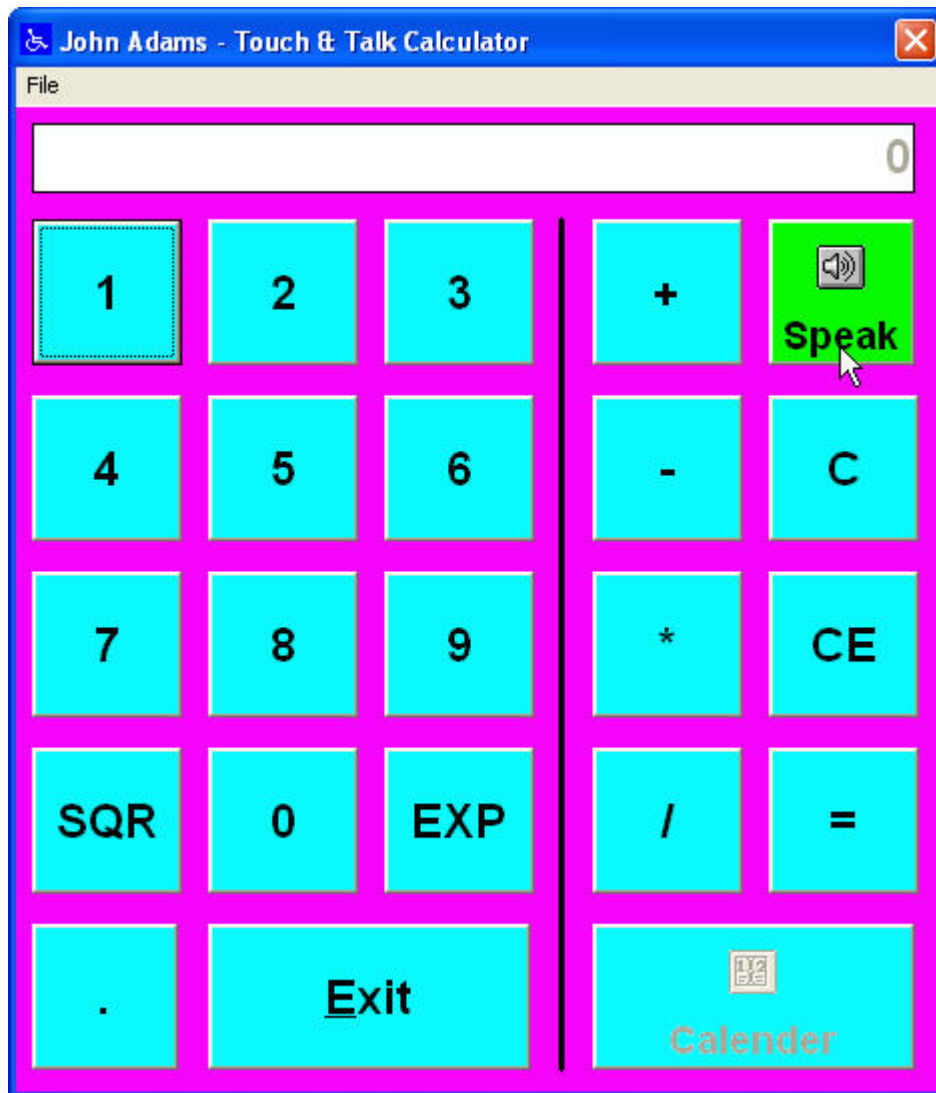 John Adams - Touch & Talk Calculator
File
0
1 2 3 + Speak
4 5 6 - C
7 8 9 * CE
SQR 0 EXP / =
. Exit Calender